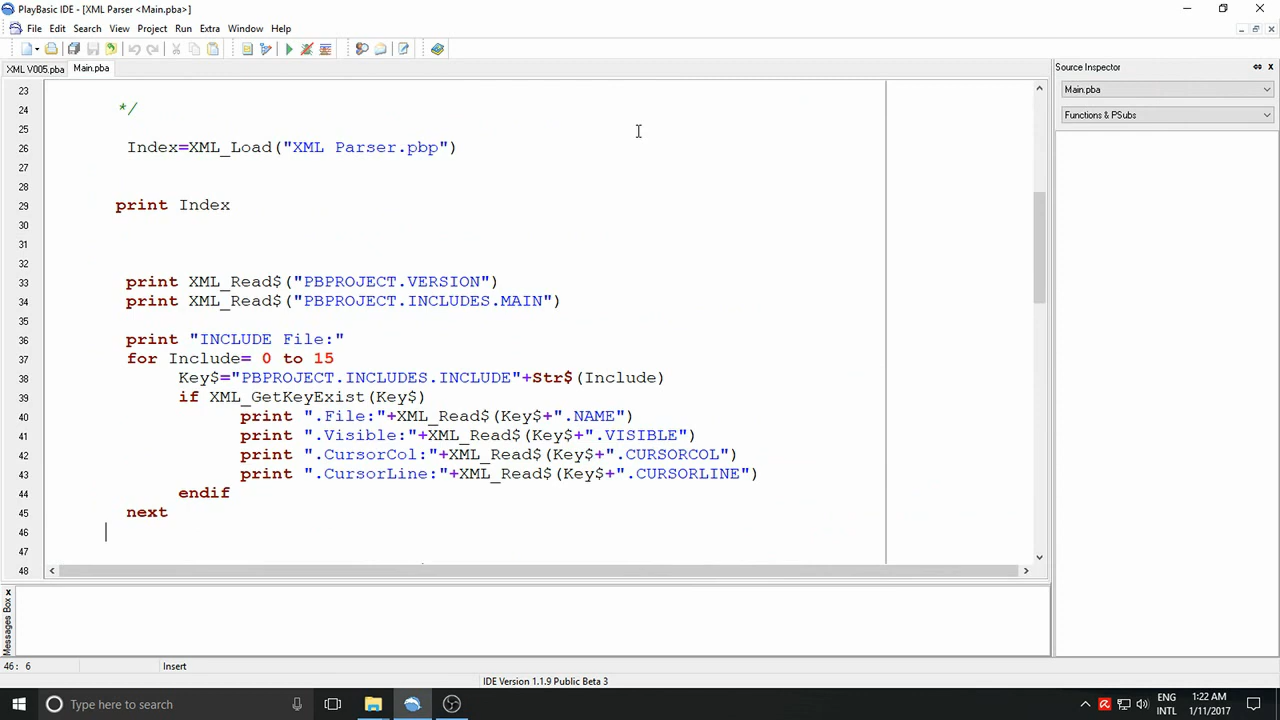 PlayBasic IDE - [XML Parser <Main.pba>]
File Edit Search View Project Run Extra Window Help
XML V005.pba Main.pba
Source Inspector
Main.pba
Functions & PSubs
23
24 */
25
26 Index=XML_Load("XML Parser.pbp")
27
28
29 print Index
30
31
32
33 print XML_Read$("PBPROJECT.VERSION")
34 print XML_Read$("PBPROJECT.INCLUDES.MAIN")
35
36 print "INCLUDE File:"
37 for Include= 0 to 15
38 Key$="PBPROJECT.INCLUDES.INCLUDE"+Str$(Include)
39 if XML_GetKeyExist(Key$)
40 print ".File:"+XML_Read$(Key$+".NAME")
41 print ".Visible:"+XML_Read$(Key$+".VISIBLE")
42 print ".CursorCol:"+XML_Read$(Key$+".CURSORCOL")
43 print ".CursorLine:"+XML_Read$(Key$+".CURSORLINE")
44 endif
45 next
46
47
48
Messages Box
46: 6 Insert
IDE Version 1.1.9 Public Beta 3
Type here to search
ENG
INTL
1:22 AM
1/11/2017